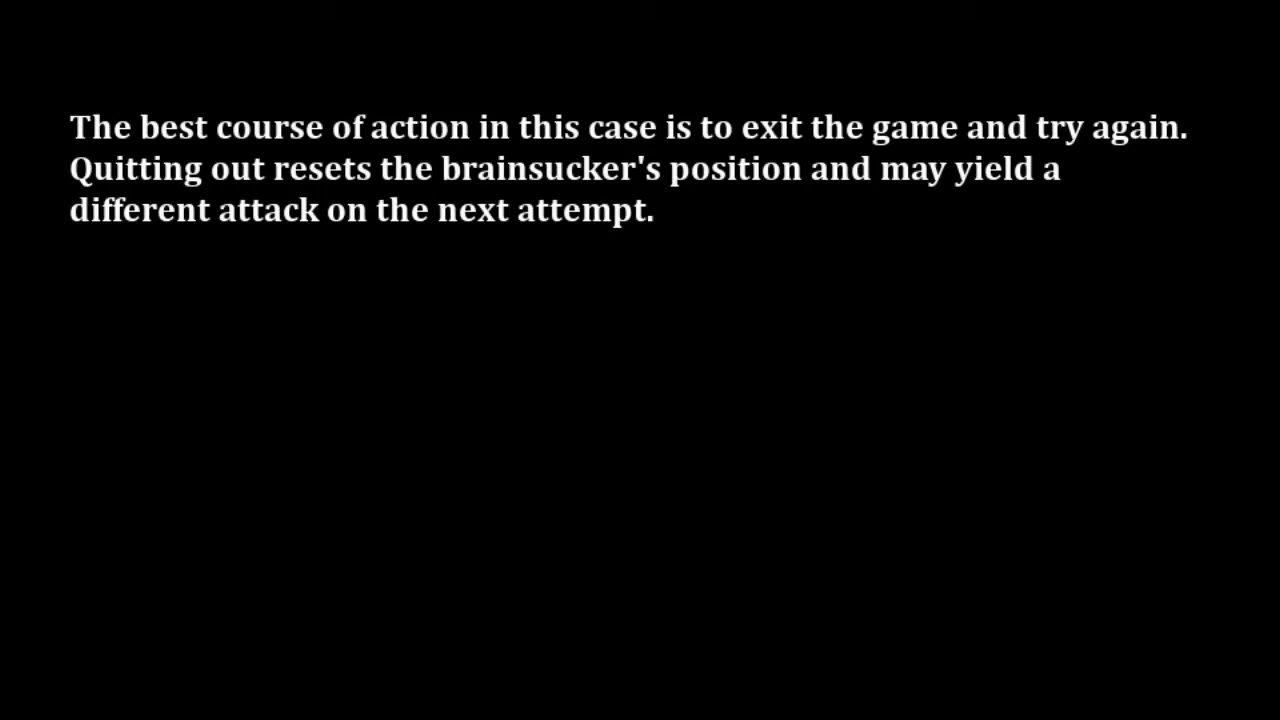 The best course of action in this case is to exit the game and try again.
Quitting out resets the brainsucker's position and may yield a
different attack on the next attempt.